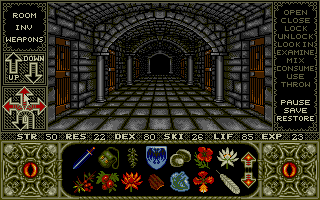 ROOM
INV
WEAPONS
UP
DOWN
OPEN
CLOSE
LOCK
UNLOCK
LOOK IN
EXAMINE
MIX
CONSUME
USE
THROW
PAUSE
SAVE
RESTORE
STR 50 RES 22 DEX 80 SKI 26 LIF 85 EXP 23